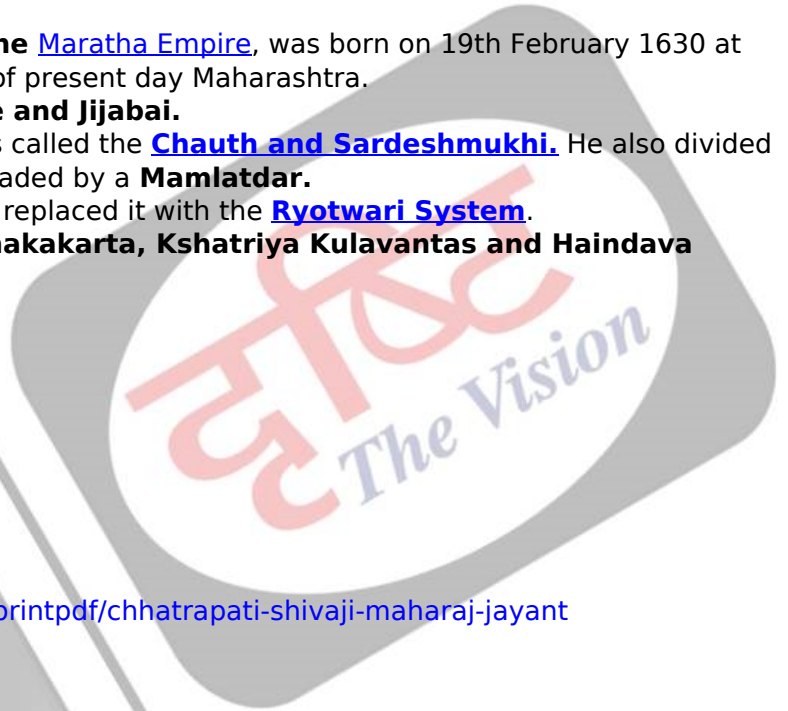 ne Maratha Empire, was born on 19th February 1630 at
of present day Maharashtra.
e and Jijabai.
s called the Chauth and Sardeshmukhi. He also divided
aded by a Mamlatdar.
replaced it with the Ryotwari System.
nakakarta, Kshatriya Kulavantas and Haindava
दृष्टि
The Vision
printpdf/chhatrapati-shivaji-maharaj-jayant